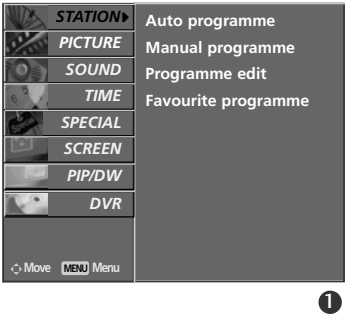 STATION
PICTURE
SOUND
TIME
SPECIAL
SCREEN
PIP/DW
DVR
Move MENU Menu
Auto programme
Manual programme
Programme edit
Favourite programme
1